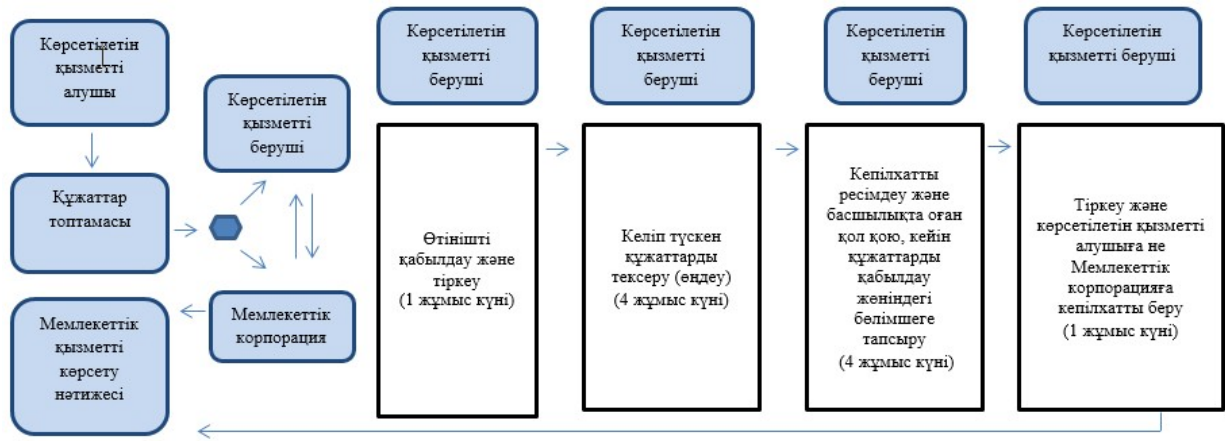 Көрсетілетін
қызметті
алушы
Құжаттар
топтамасы
Көрсетілетін
қызметті
беруші
Мемлекеттік
корпорация
Мемлекеттік
қызметті
көрсету
нәтижесі
Көрсетілетін
қызметті
беруші
Өтінішті
қабылдау және
тіркеу
(1 жұмыс күні)
Көрсетілетін
қызметті
беруші
Келіп түскен
құжаттарды
тексеру (өңдеу)
(4 жұмыс күні)
Көрсетілетін
қызметті
беруші
Кепілхатты
ресімдеу және
басшылықта оған
қол қою, кейін
құжаттарды
қабылдау
жөніндегі
бөлімшеге
тапсыру
(4 жұмыс күні)
Көрсетілетін
қызметті беруші
Тіркеу және
көрсетілетін қызметті
алушыға не
Мемлекеттік
корпорацияға
кепілхатты беру
(1 жұмыс күні)